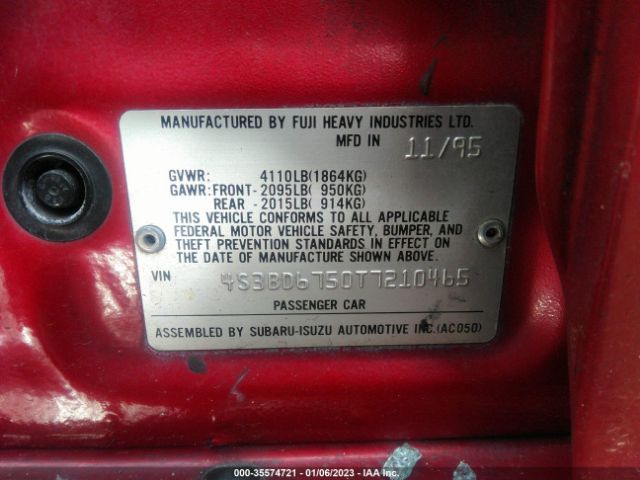 MANUFACTURED BY FUJI HEAVY INDUSTRIES LTD.
MFD IN 11/95
GVWR: 4110LB(1864KG)
GAWR:FRONT-2095LB( 950KG)
REAR -2015LB( 914KG)
THIS VEHICLE CONFORMS TO ALL APPLICABLE
FEDERAL MOTOR VEHICLE SAFETY, BUMPER, AND
THEFT PREVENTION STANDARDS IN EFFECT ON
THE DATE OF MANUFACTURE SHOWN ABOVE.
VIN 4S3BD6750T7210465
PASSENGER CAR
ASSEMBLED BY SUBARU-ISUZU AUTOMOTIVE INC.(AC050)
000-35574721 - 01/06/2023 - IAA Inc.